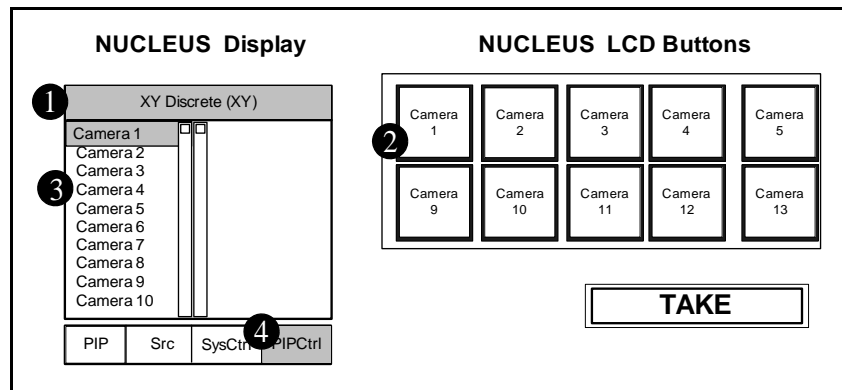 NUCLEUS Display
NUCLEUS LCD Buttons
1
XY Discrete (XY)
Camera 1
Camera 2
Camera 3
Camera 4
Camera 5
Camera 6
Camera 7
Camera 8
Camera 9
Camera 10
3
PIP
Src
SysCtrl
4
PIPCtrl
2
Camera
1
Camera
2
Camera
3
Camera
4
Camera
5
Camera
9
Camera
10
Camera
11
Camera
12
Camera
13
TAKE